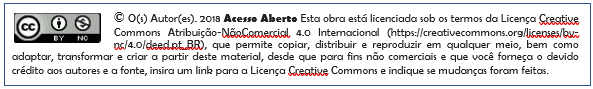 © O(s) Autor(es). 2018 Acesso Aberto Esta obra está licenciada sob os termos da Licença Creative
Commons Atribuição-NãoComercial 4.0 Internacional (https://creativecommons.org/licenses/by-
nc/4.0/deed.pt_BR), que permite copiar, distribuir e reproduzir em qualquer meio, bem como
adaptar, transformar e criar a partir deste material, desde que para fins não comerciais e que você forneça o devido
crédito aos autores e a fonte, insira um link para a Licença Creative Commons e indique se mudanças foram feitas.
cc
BY NC